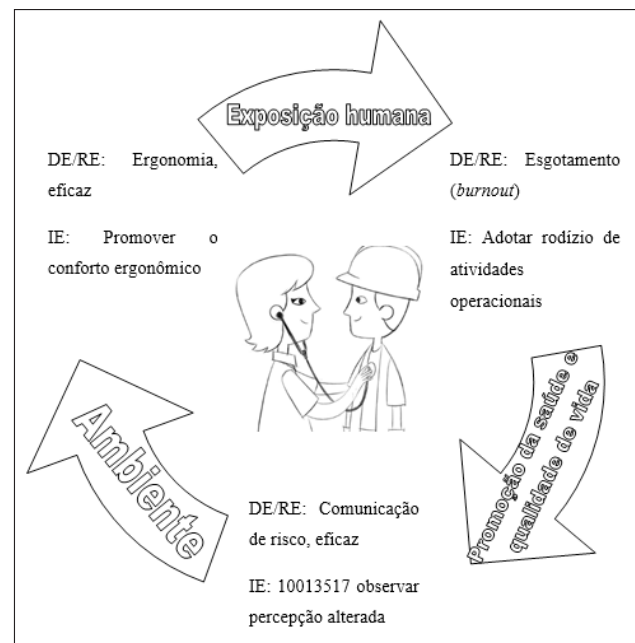 Exposição humana
DE/RE: Ergonomia,
eficaz
IE: Promover o
conforto ergonômico
DE/RE: Esgotamento
(burnout)
IE: Adotar rodízio de
atividades
operacionais
Promoção da saúde e
qualidade de vida
DE/RE: Comunicação
de risco, eficaz
IE: 10013517 observar
percepção alterada
Ambiente